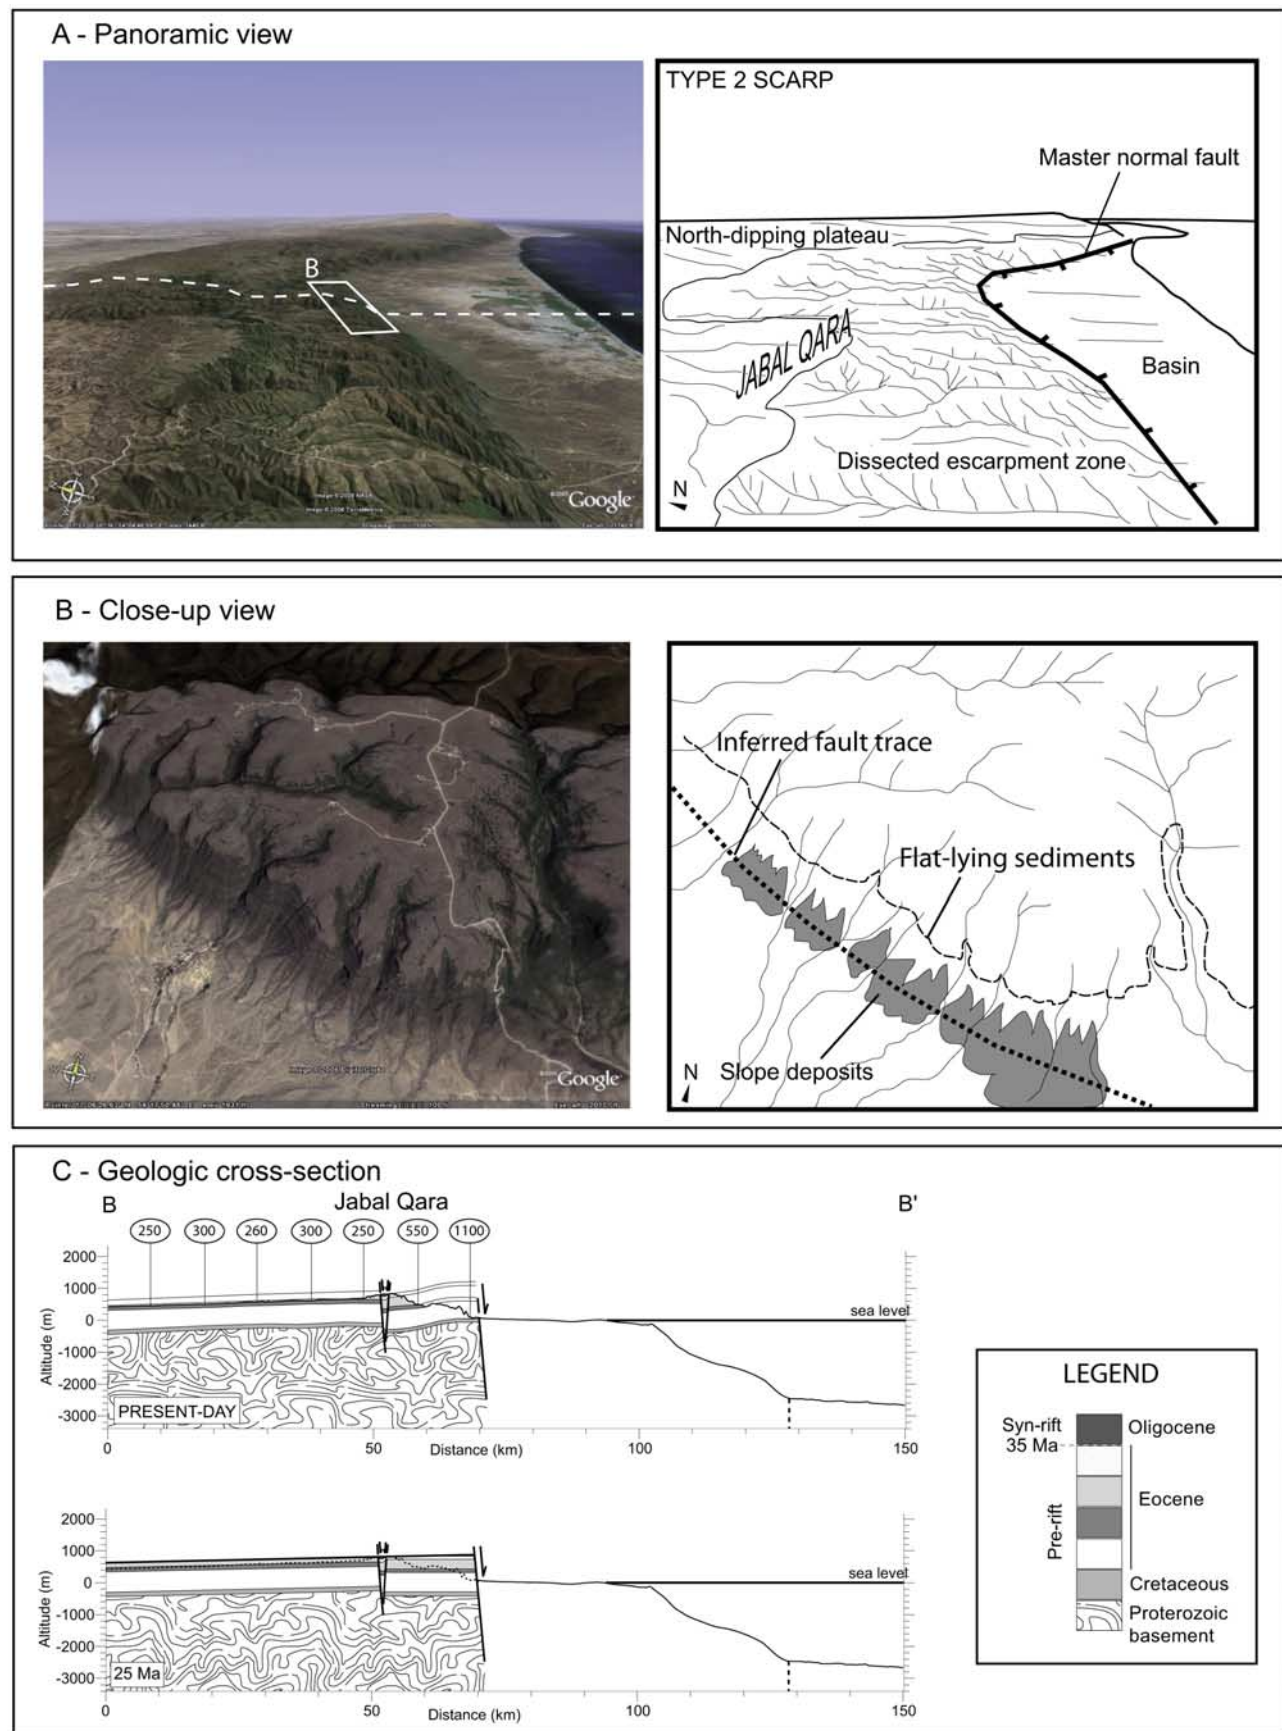 A - Panoramic view
B
Google
TYPE 2 SCARP
Master normal fault
North-dipping plateau
JABAL QARA
Basin
Dissected escarpment zone
N
B - Close-up view
Google
Inferred fault trace
Flat-lying sediments
Slope deposits
N
C - Geologic cross-section
B
Jabal Qara
B'
250 300 260 300 250 550 1100
2000
1000
0
-1000
-2000
-3000
Altitude (m)
sea level
PRESENT-DAY
0 50 100 150
Distance (km)
2000
1000
0
-1000
-2000
-3000
Altitude (m)
sea level
25 Ma
0 50 100 150
Distance (km)
LEGEND
Syn-rift
35 Ma
Oligocene
Eocene
Pre-rift
Cretaceous
Proterozoic
basement